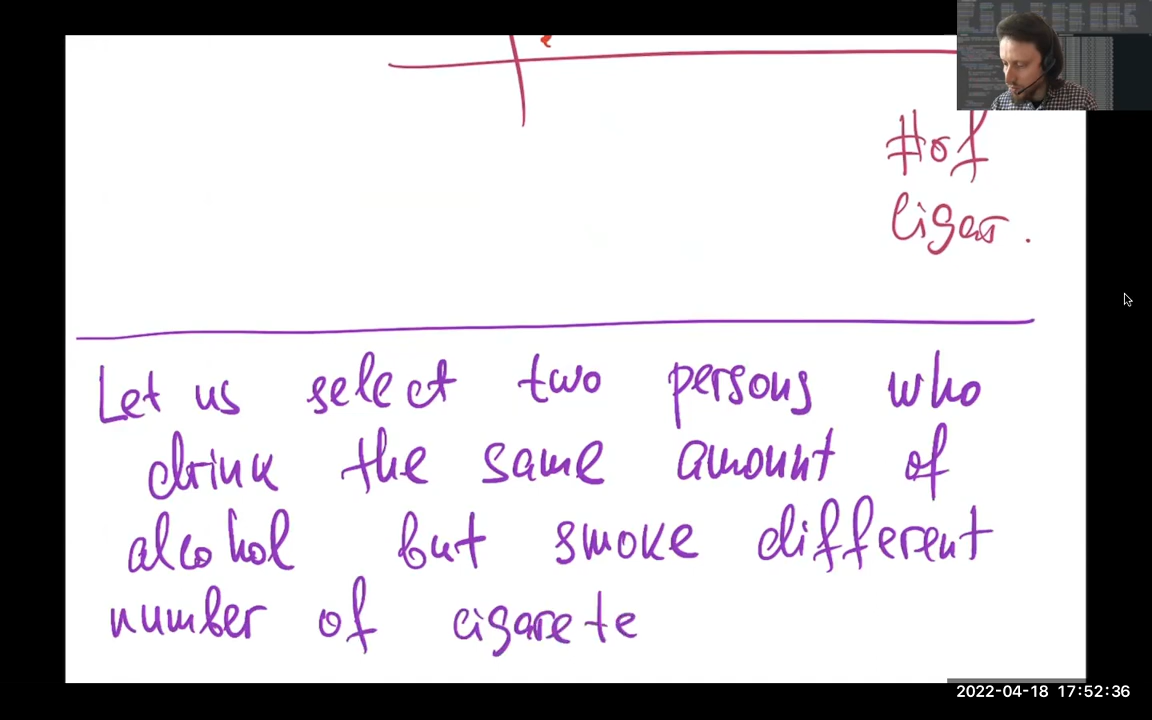 #of
cigar.
Let us select two persons who
drink the same amount of
alcohol but smoke different
number of cigarete
2022-04-18 17:52:36